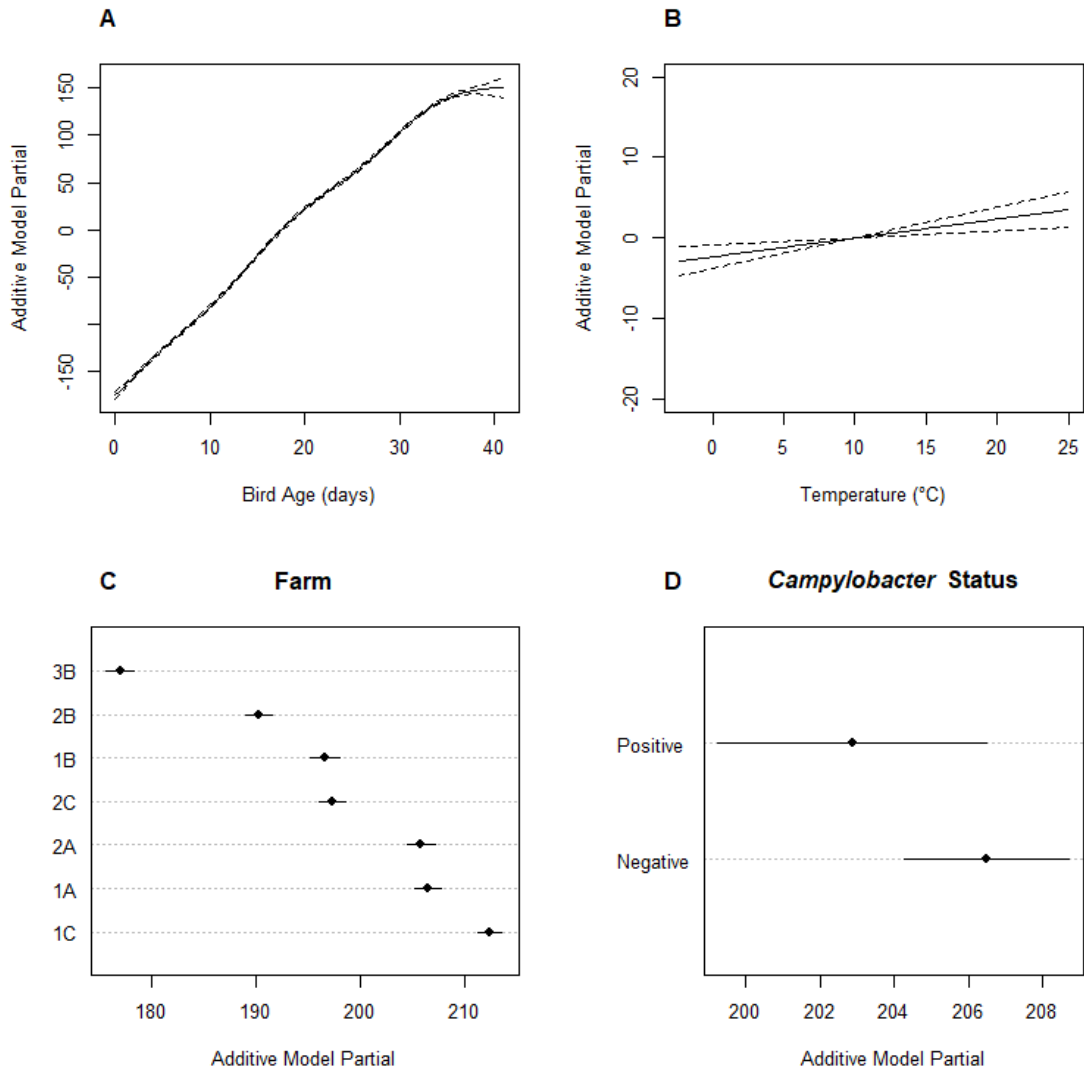 A
Additive Model Partial
150
100
50
0
-50
-150
0 10 20 30 40
Bird Age (days)
B
Additive Model Partial
20
10
0
-10
-20
0 5 10 15 20 25
Temperature (°C)
C Farm
3B
2B
1B
2C
2A
1A
1C
180 190 200 210
Additive Model Partial
D Campylobacter Status
Positive
Negative
200 202 204 206 208
Additive Model Partial